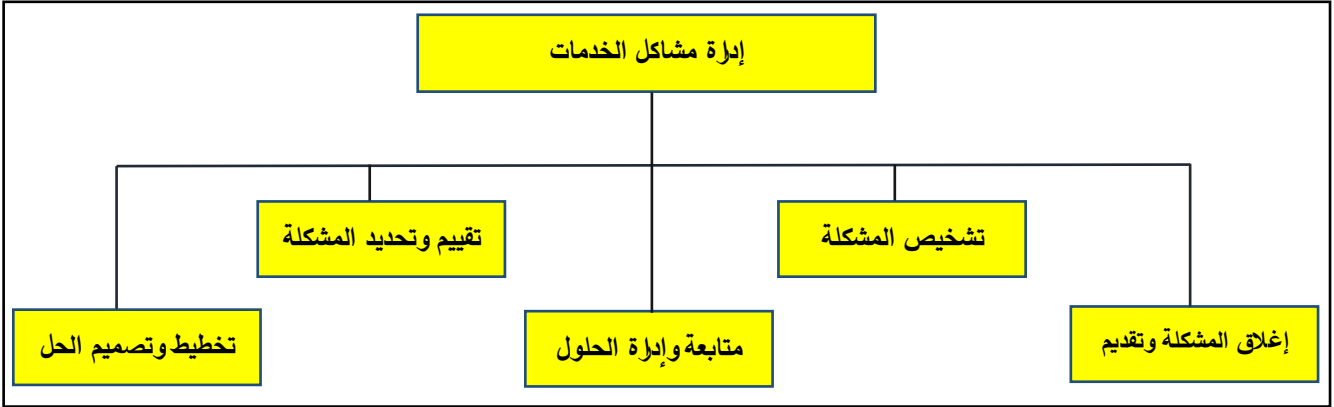 إدارة مشاكل الخدمات
تشخيص المشكلة
تقييم وتحديد المشكلة
إغلاق المشكلة وتقديم
متابعة وإدارة الحلول
تخطيط وتصميم الحل